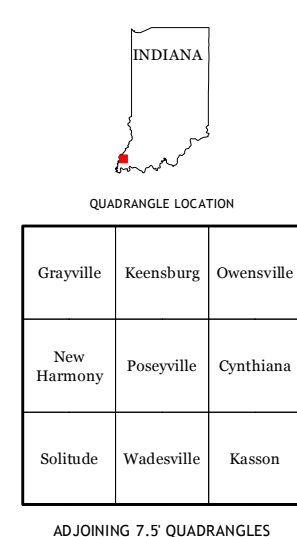 INDIANA
QUADRANGLE LOCATION
Grayville Keensburg Owensville
New Harmony Poseyville Cynthiana
Solitude Wadesville Kasson
ADJOINING 7.5' QUADRANGLES